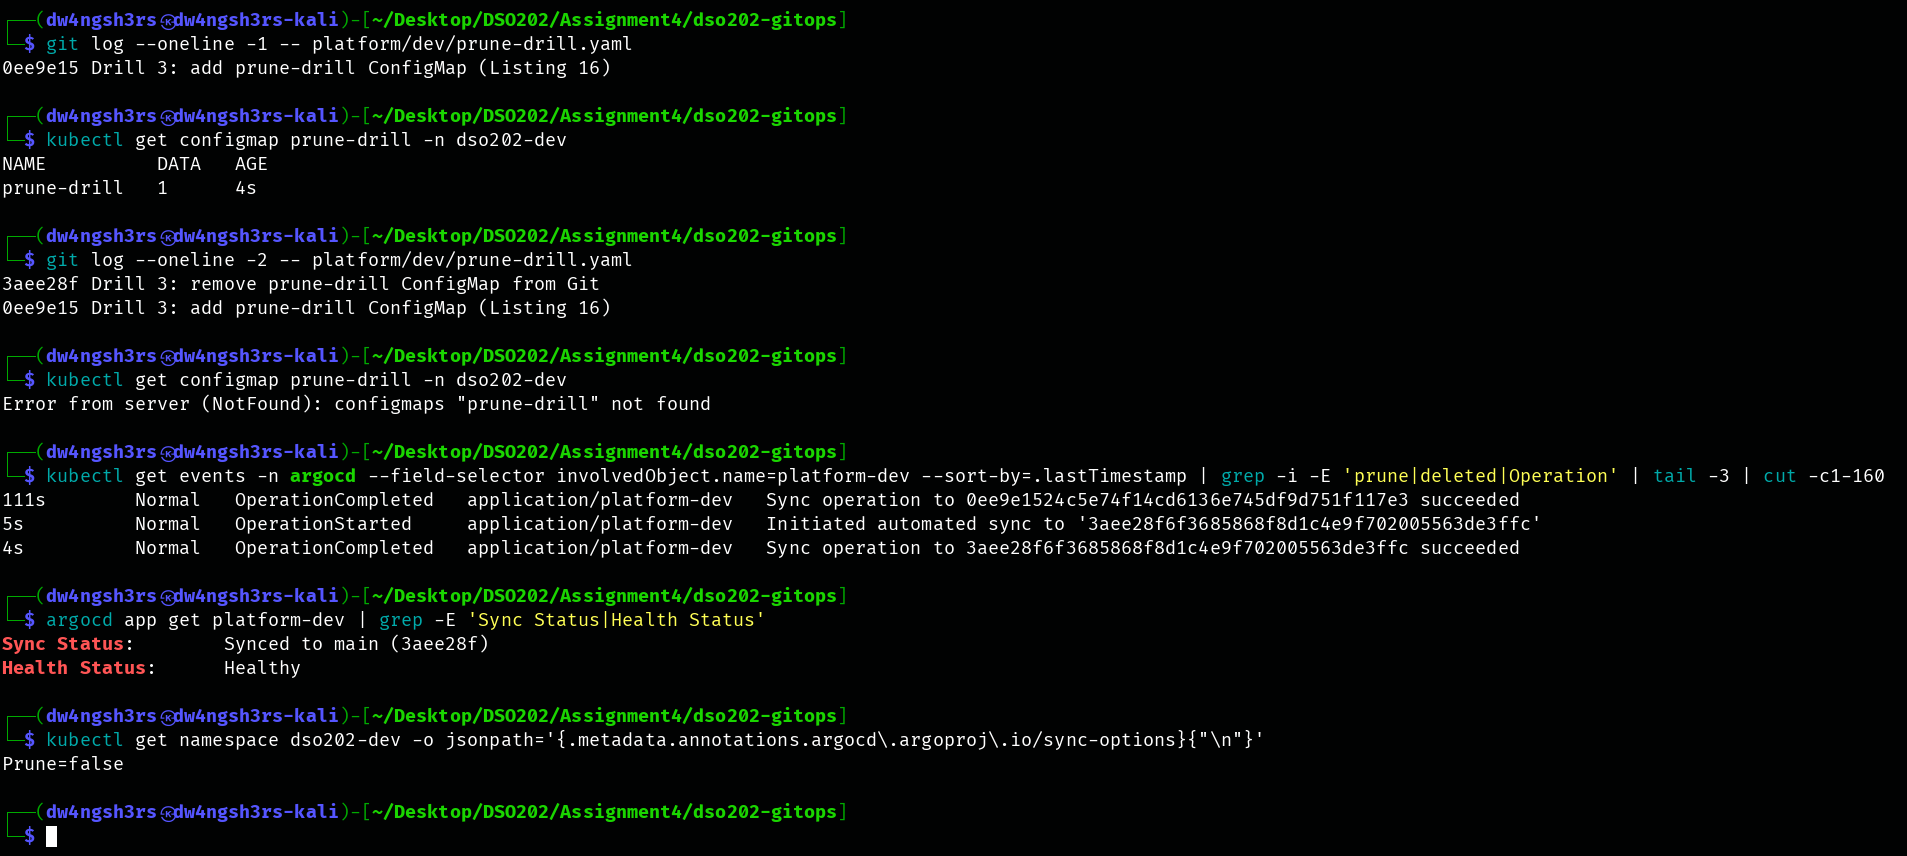 ┌──(dw4ngsh3rs㉿dw4ngsh3rs-kali)-[~/Desktop/DSO202/Assignment4/dso202-gitops]
└─$ git log --oneline -1 -- platform/dev/prune-drill.yaml
0ee9e15 Drill 3: add prune-drill ConfigMap (Listing 16)
┌──(dw4ngsh3rs㉿dw4ngsh3rs-kali)-[~/Desktop/DSO202/Assignment4/dso202-gitops]
└─$ kubectl get configmap prune-drill -n dso202-dev
NAME          DATA   AGE
prune-drill   1      4s
┌──(dw4ngsh3rs㉿dw4ngsh3rs-kali)-[~/Desktop/DSO202/Assignment4/dso202-gitops]
└─$ git log --oneline -2 -- platform/dev/prune-drill.yaml
3aee28f Drill 3: remove prune-drill ConfigMap from Git
0ee9e15 Drill 3: add prune-drill ConfigMap (Listing 16)
┌──(dw4ngsh3rs㉿dw4ngsh3rs-kali)-[~/Desktop/DSO202/Assignment4/dso202-gitops]
└─$ kubectl get configmap prune-drill -n dso202-dev
Error from server (NotFound): configmaps "prune-drill" not found
┌──(dw4ngsh3rs㉿dw4ngsh3rs-kali)-[~/Desktop/DSO202/Assignment4/dso202-gitops]
└─$ kubectl get events -n argocd --field-selector involvedObject.name=platform-dev --sort-by=.lastTimestamp | grep -i -E 'prune|deleted|Operation' | tail -3 | cut -c1-160
111s        Normal   OperationCompleted   application/platform-dev   Sync operation to 0ee9e1524c5e74f14cd6136e745df9d751f117e3 succeeded
5s          Normal   OperationStarted     application/platform-dev   Initiated automated sync to '3aee28f6f3685868f8d1c4e9f702005563de3ffc'
4s          Normal   OperationCompleted   application/platform-dev   Sync operation to 3aee28f6f3685868f8d1c4e9f702005563de3ffc succeeded
┌──(dw4ngsh3rs㉿dw4ngsh3rs-kali)-[~/Desktop/DSO202/Assignment4/dso202-gitops]
└─$ argocd app get platform-dev | grep -E 'Sync Status|Health Status'
Sync Status:        Synced to main (3aee28f)
Health Status:      Healthy
┌──(dw4ngsh3rs㉿dw4ngsh3rs-kali)-[~/Desktop/DSO202/Assignment4/dso202-gitops]
└─$ kubectl get namespace dso202-dev -o jsonpath='{.metadata.annotations.argocd\.argoproj\.io/sync-options}{"\n"}'
Prune=false
┌──(dw4ngsh3rs㉿dw4ngsh3rs-kali)-[~/Desktop/DSO202/Assignment4/dso202-gitops]
└─$